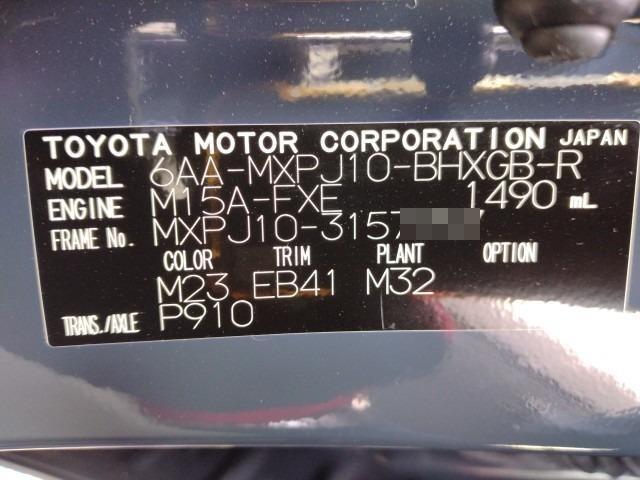 TOYOTA MOTOR CORPORATION JAPAN
MODEL 6AA-MXPJ10-BHXGB-R
ENGINE M15A-FXE 1490 mL
FRAME No. MXPJ10-3157
COLOR TRIM PLANT OPTION
M23 EB41 M32
TRANS./AXLE P910